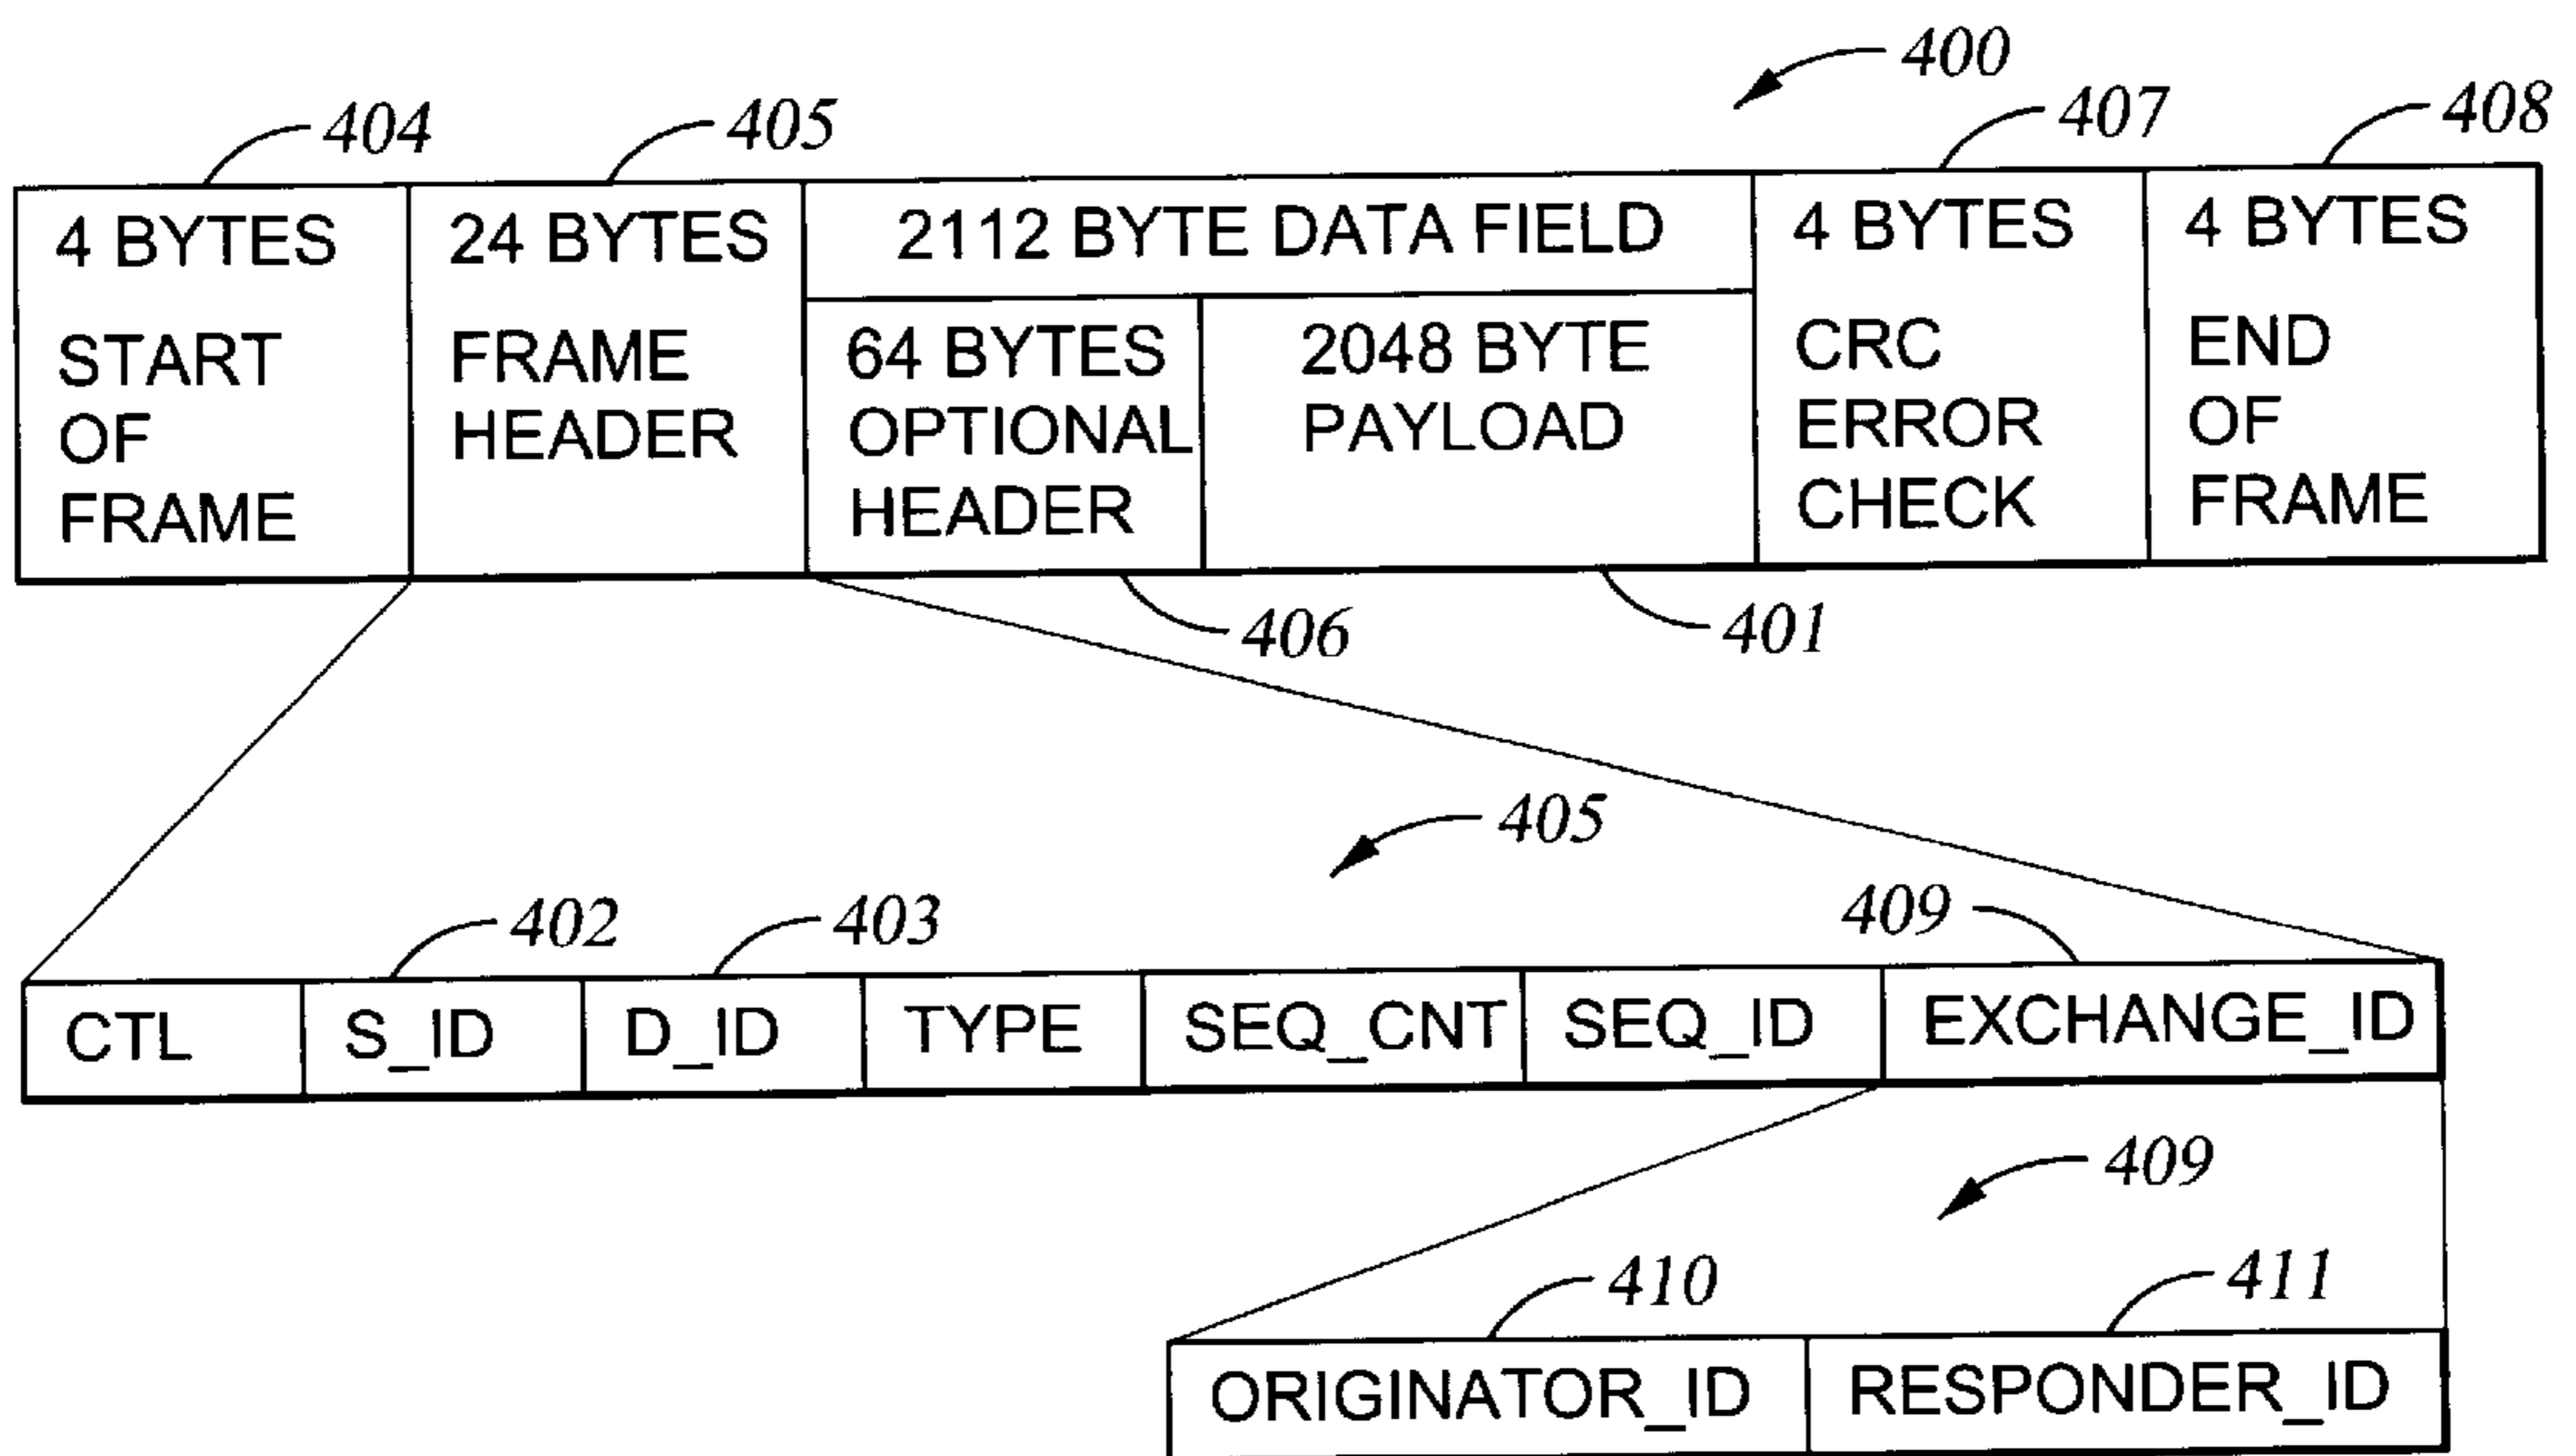 400
404
405
407
408
4 BYTES
START
OF
FRAME
24 BYTES
FRAME
HEADER
2112 BYTE DATA FIELD
64 BYTES
OPTIONAL
HEADER
2048 BYTE
PAYLOAD
4 BYTES
CRC
ERROR
CHECK
4 BYTES
END
OF
FRAME
406
401
405
402
403
409
CTL
S_ID
D_ID
TYPE
SEQ_CNT
SEQ_ID
EXCHANGE_ID
409
410
411
ORIGINATOR_ID
RESPONDER_ID